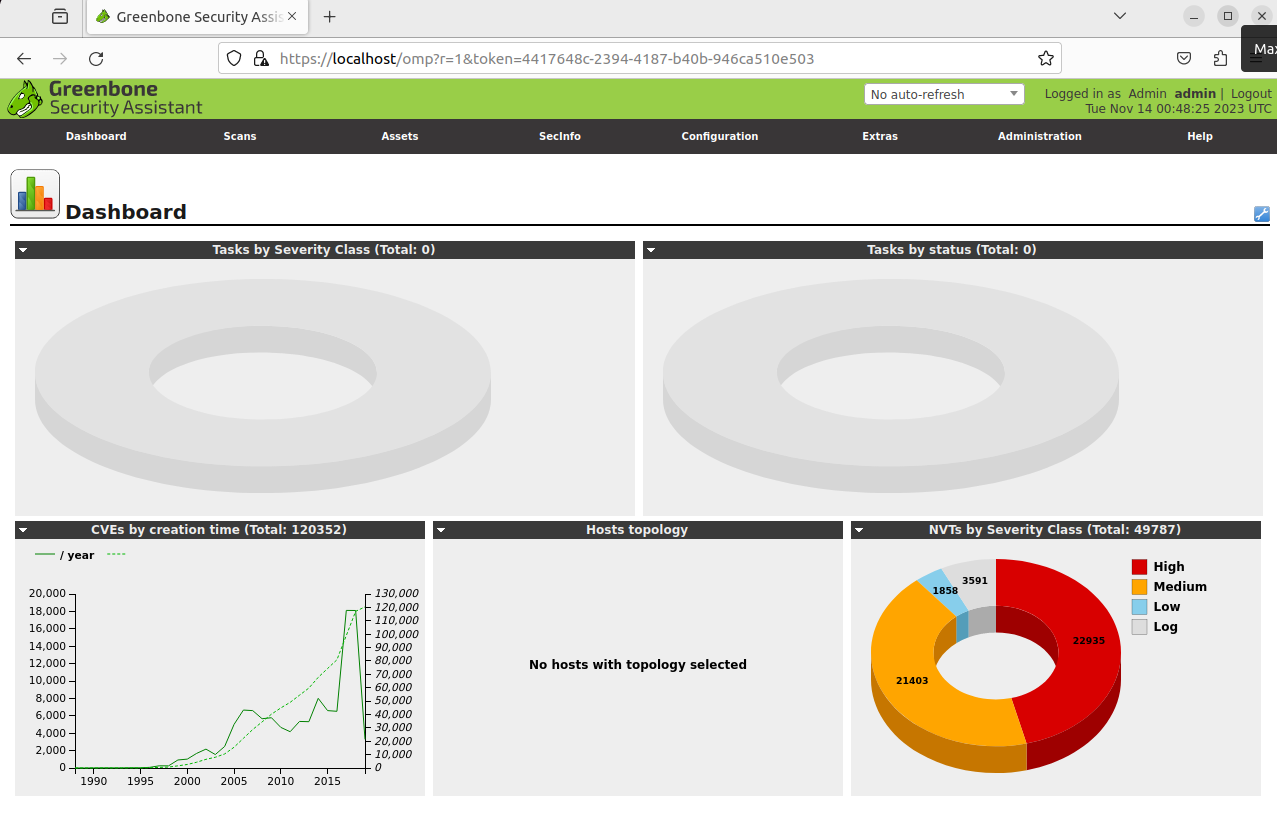 Greenbone Security Assis
https://localhost/omp?r=1&token=4417648c-2394-4187-b40b-946ca510e503
Greenbone
Security Assistant
No auto-refresh
Logged in as Admin admin | Logout
Tue Nov 14 00:48:25 2023 UTC
Dashboard Scans Assets SecInfo Configuration Extras Administration Help
Dashboard
Tasks by Severity Class (Total: 0)
Tasks by status (Total: 0)
CVEs by creation time (Total: 120352)
/ year
20,000
18,000
16,000
14,000
12,000
10,000
8,000
6,000
4,000
2,000
0
130,000
120,000
110,000
100,000
90,000
80,000
70,000
60,000
50,000
40,000
30,000
20,000
10,000
0
1990 1995 2000 2005 2010 2015
Hosts topology
No hosts with topology selected
NVTs by Severity Class (Total: 49787)
3591
1858
22935
21403
High
Medium
Low
Log